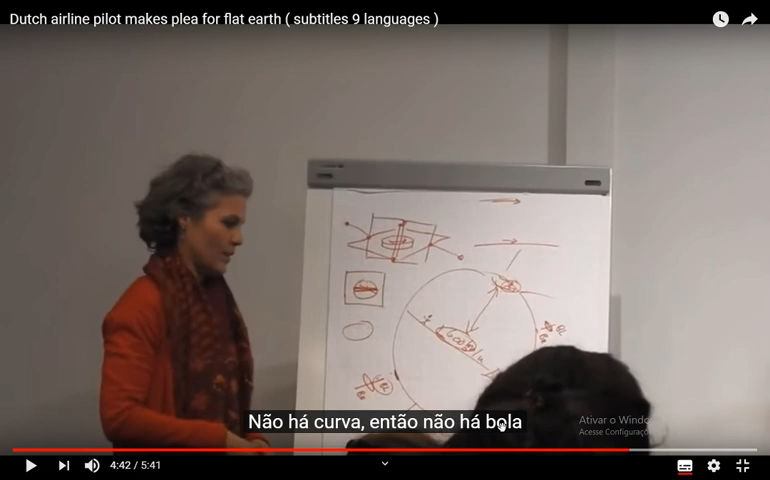 Dutch airline pilot makes plea for flat earth ( subtitles 9 languages )
Não há curva, então não há bola
Ativar o Windo
Acesse Configuraç
4:42 / 5:41